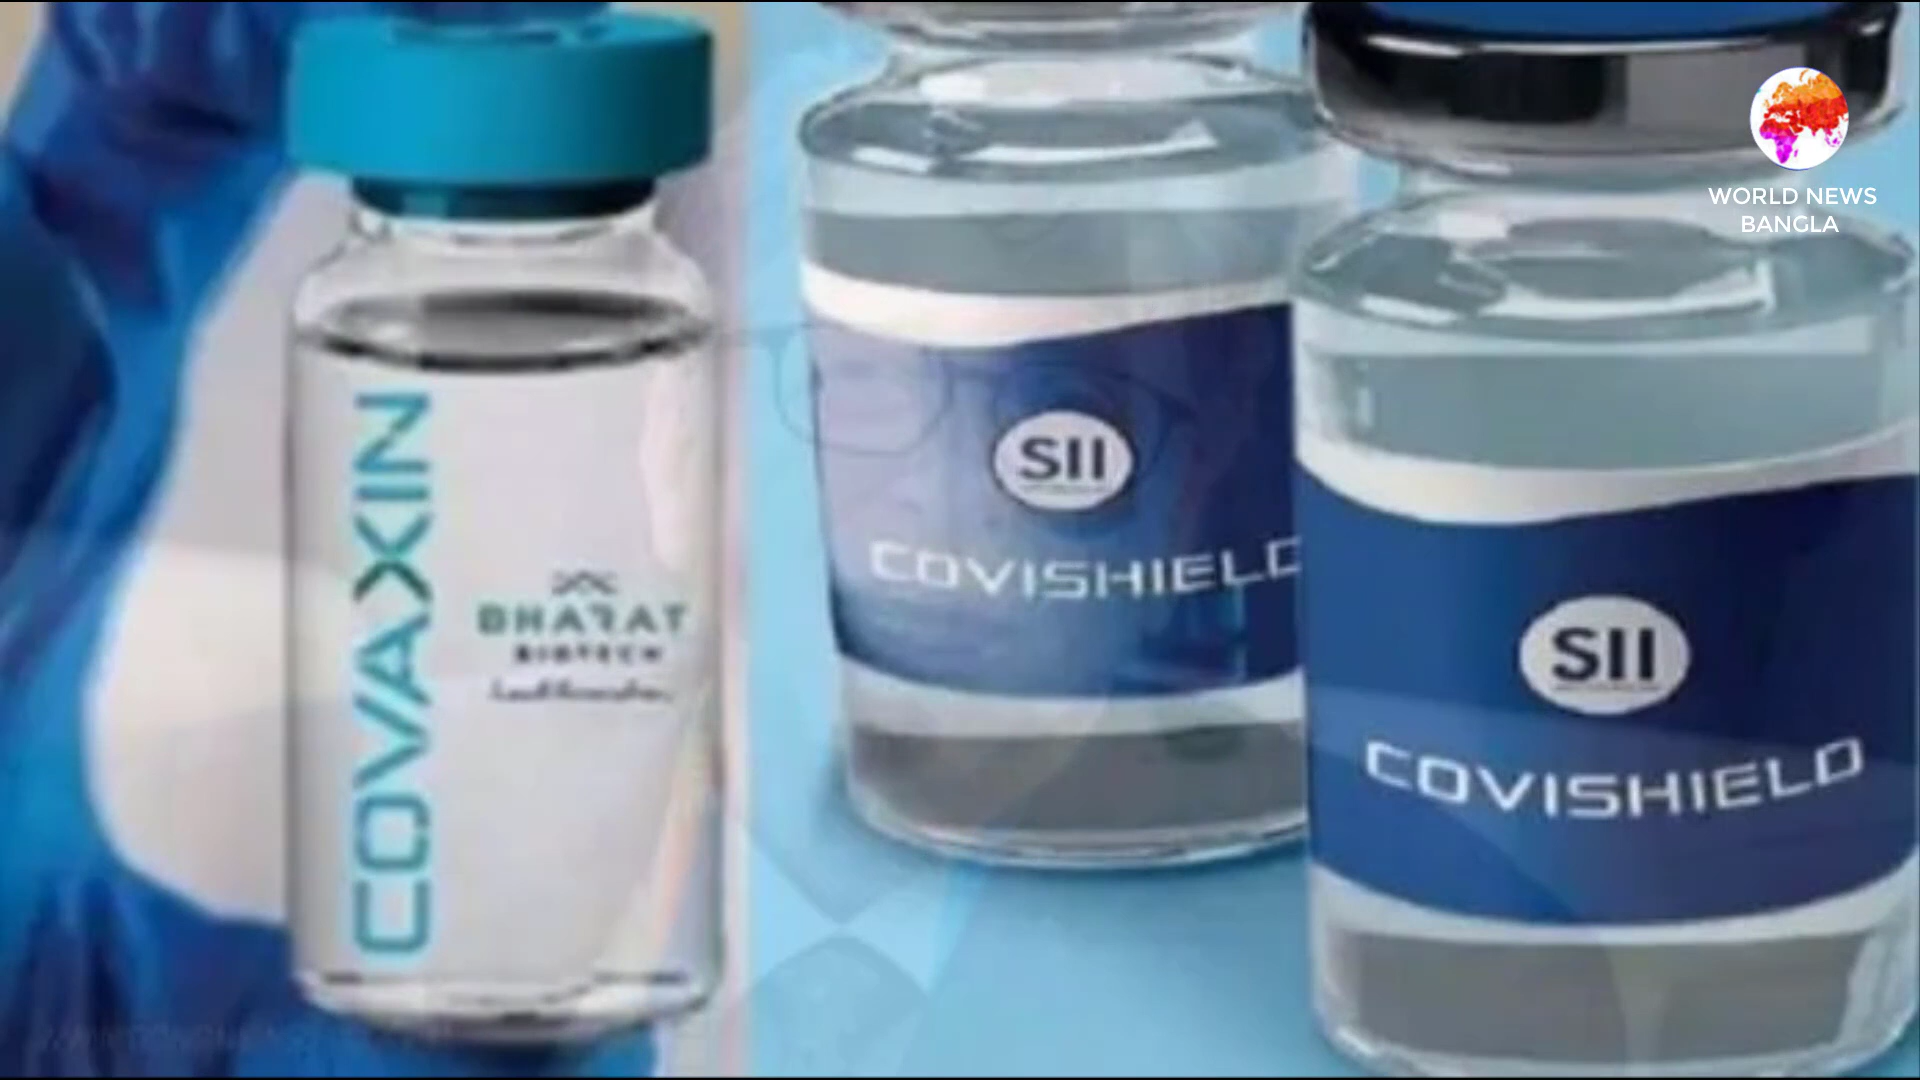 COVAXIN
BHARAT
BIOTECH
SII
COVISHIELD
SII
COVISHIELD
WORLD NEWS
BANGLA